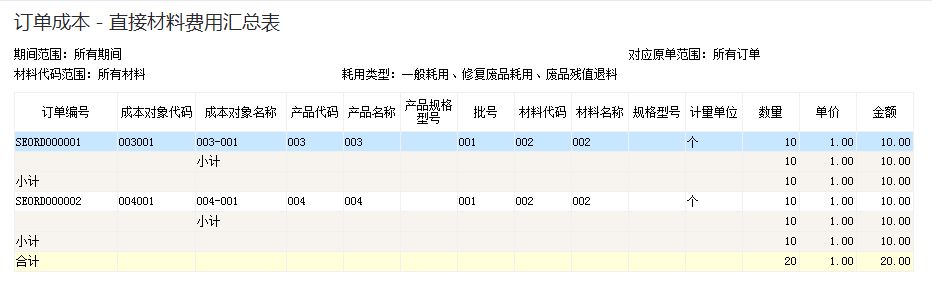 订单成本 - 直接材料费用汇总表
期间范围：所有期间 对应原单范围：所有订单
材料代码范围：所有材料 耗用类型：一般耗用、修复废品耗用、废品残值退料
订单编号 成本对象代码 成本对象名称 产品代码 产品名称 产品规格型号 批号 材料代码 材料名称 规格型号 计量单位 数量 单价 金额
SEORD000001 003001 003-001 003 003 001 002 002 个 10 1.00 10.00
小计 10 1.00 10.00
小计 10 1.00 10.00
SEORD000002 004001 004-001 004 004 001 002 002 个 10 1.00 10.00
小计 10 1.00 10.00
小计 10 1.00 10.00
合计 20 1.00 20.00